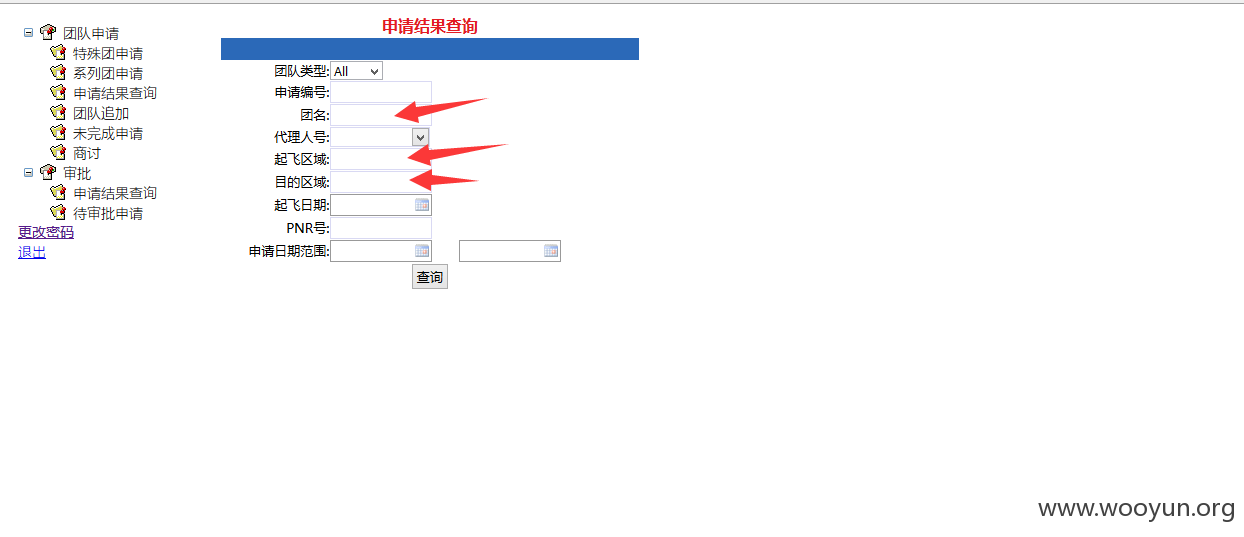 申请结果查询
团队申请
特殊团申请
系列团申请
申请结果查询
团队追加
未完成申请
商讨
审批
申请结果查询
待审批申请
更改密码
退出
团队类型: All
申请编号:
团名:
代理人号:
起飞区域:
目的区域:
起飞日期:
PNR号:
申请日期范围:
查询
www.wooyun.org